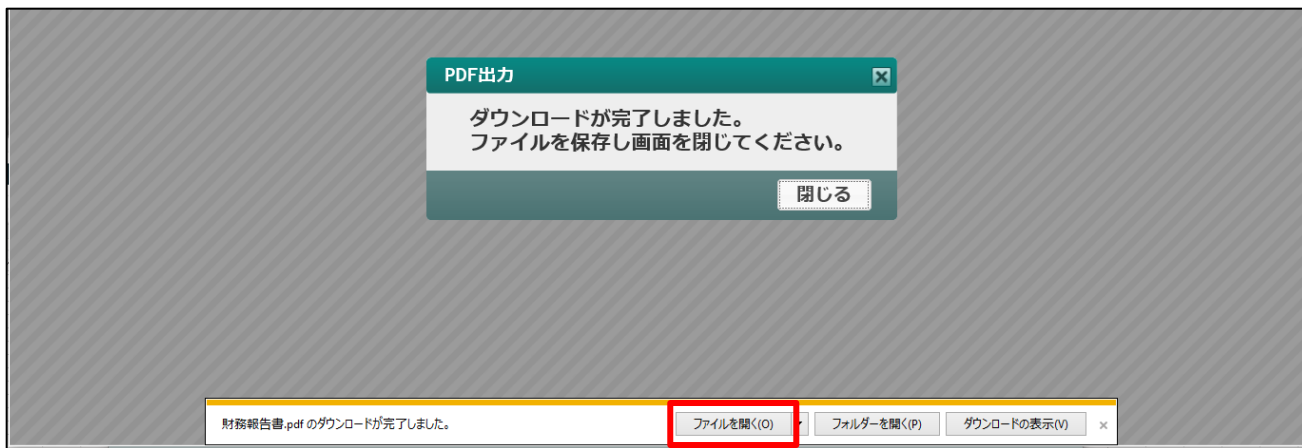 PDF出力
ダウンロードが完了しました。
ファイルを保存し画面を閉じてください。
閉じる
財務報告書.pdf のダウンロードが完了しました。 ファイルを開く(O) フォルダーを開く(P) ダウンロードの表示(V) ×